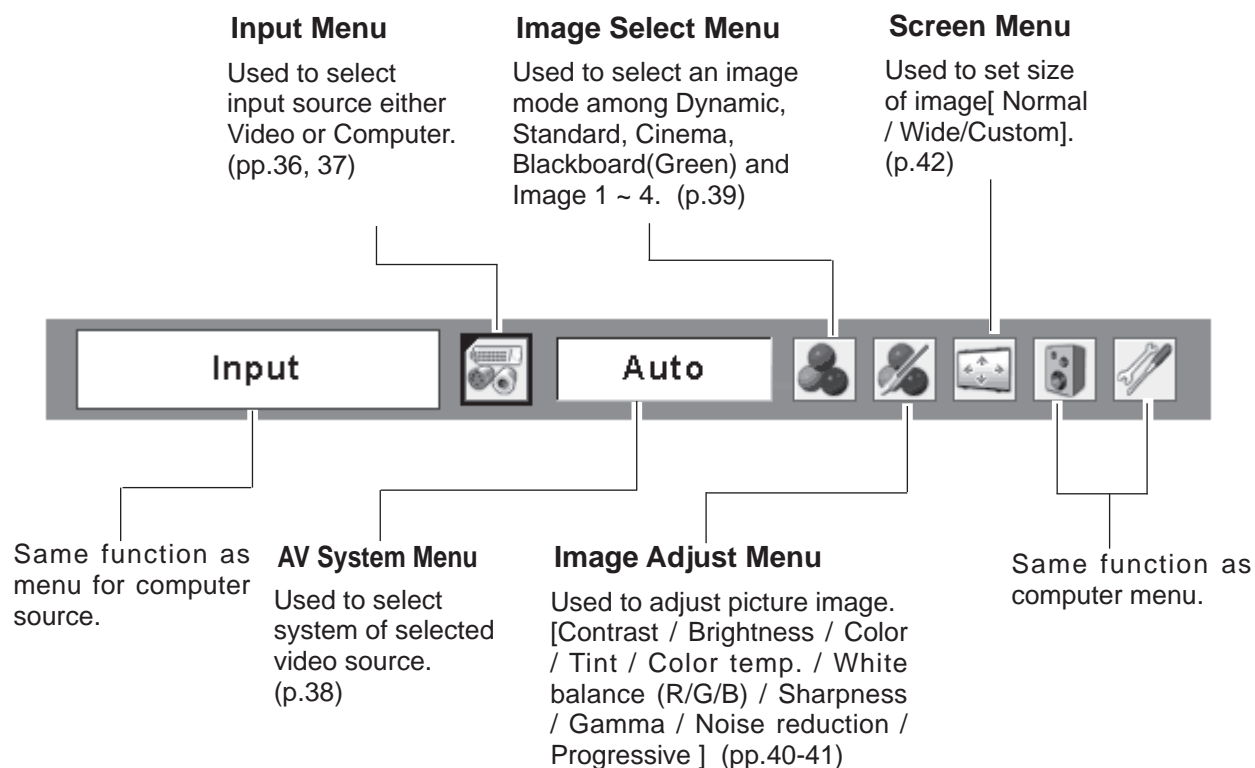 Input Menu
Used to select
input source either
Video or Computer.
(pp.36, 37)
Image Select Menu
Used to select an image
mode among Dynamic,
Standard, Cinema,
Blackboard(Green) and
Image 1 ~ 4. (p.39)
Screen Menu
Used to set size
of image[ Normal
/ Wide/Custom].
(p.42)
Input
Auto
Same function as
menu for computer
source.
AV System Menu
Used to select
system of selected
video source.
(p.38)
Image Adjust Menu
Used to adjust picture image.
[Contrast / Brightness / Color
/ Tint / Color temp. / White
balance (R/G/B) / Sharpness
/ Gamma / Noise reduction /
Progressive ] (pp.40-41)
Same function as
computer menu.